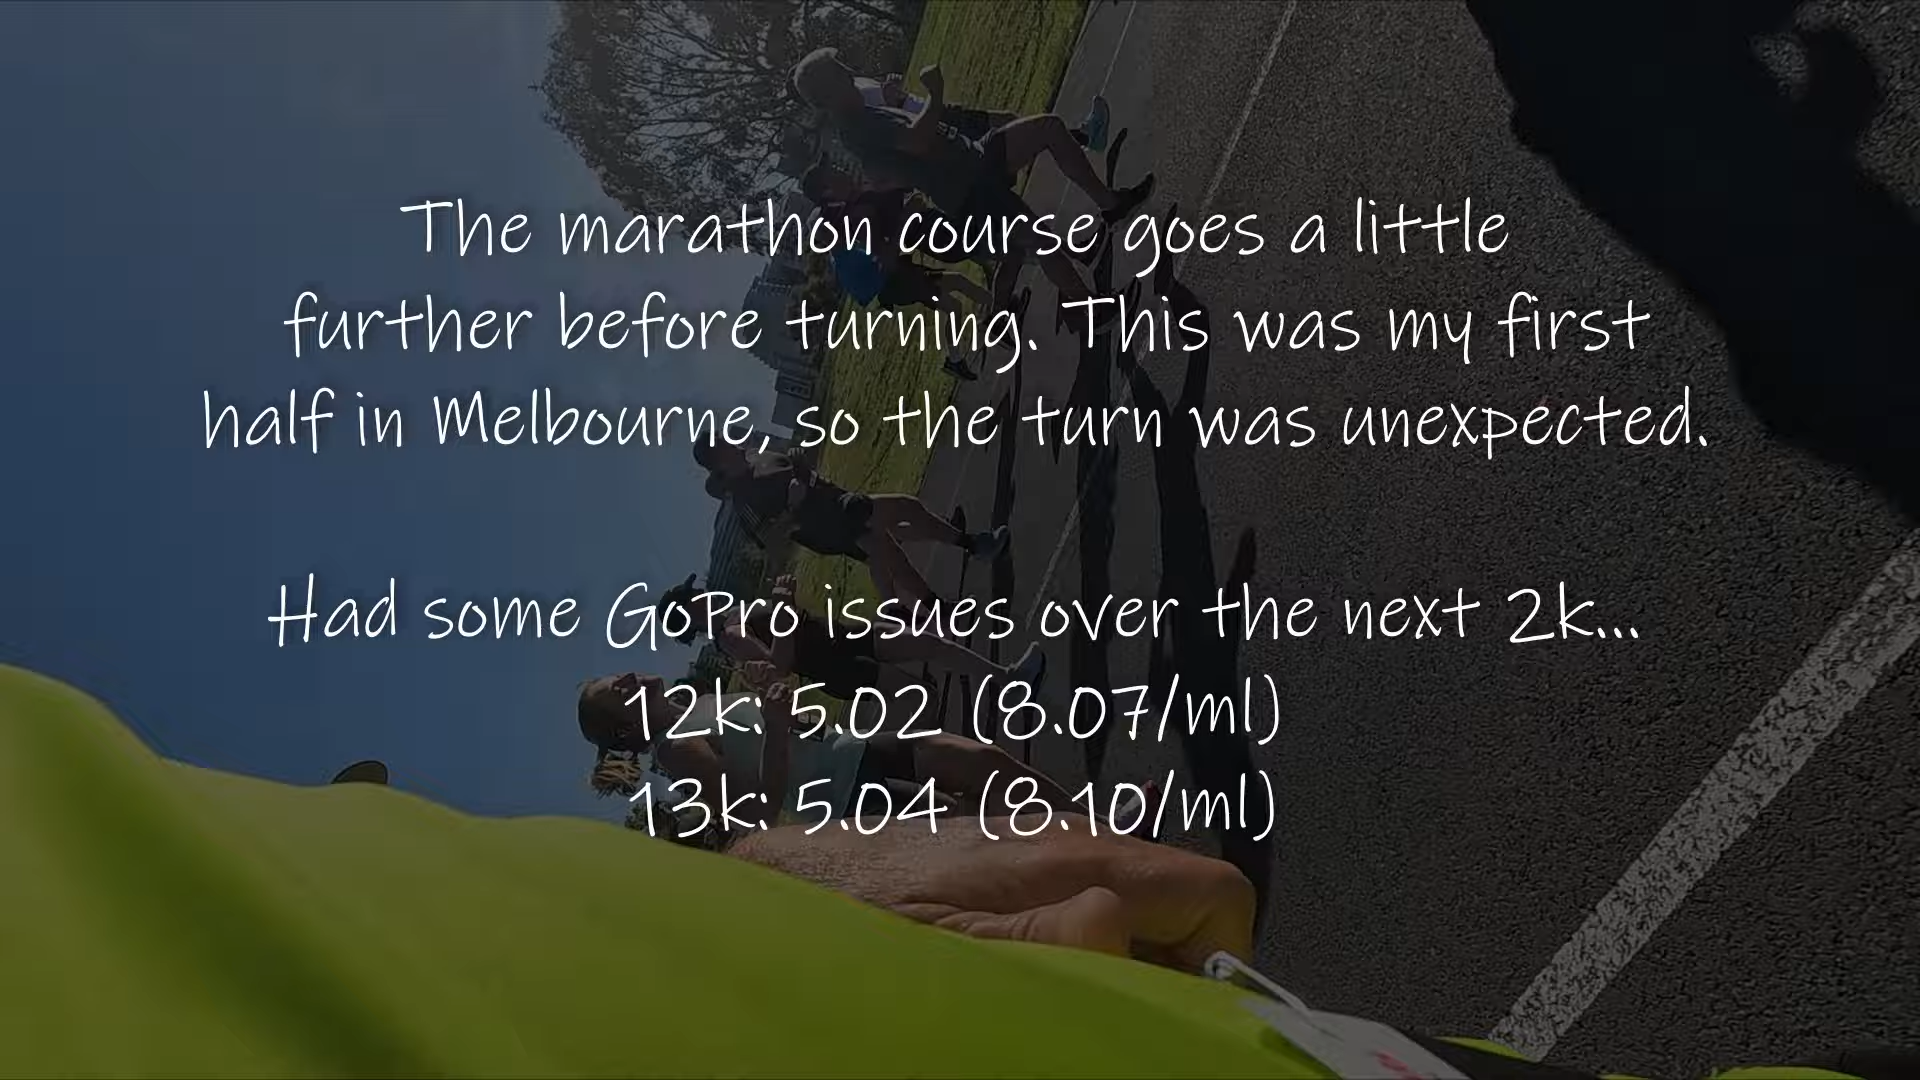 The marathon course goes a little
further before turning. This was my first
half in Melbourne, so the turn was unexpected.
Had some GoPro issues over the next 2k...
12k: 5.02 (8.07/ml)
13k: 5.04 (8.10/ml)